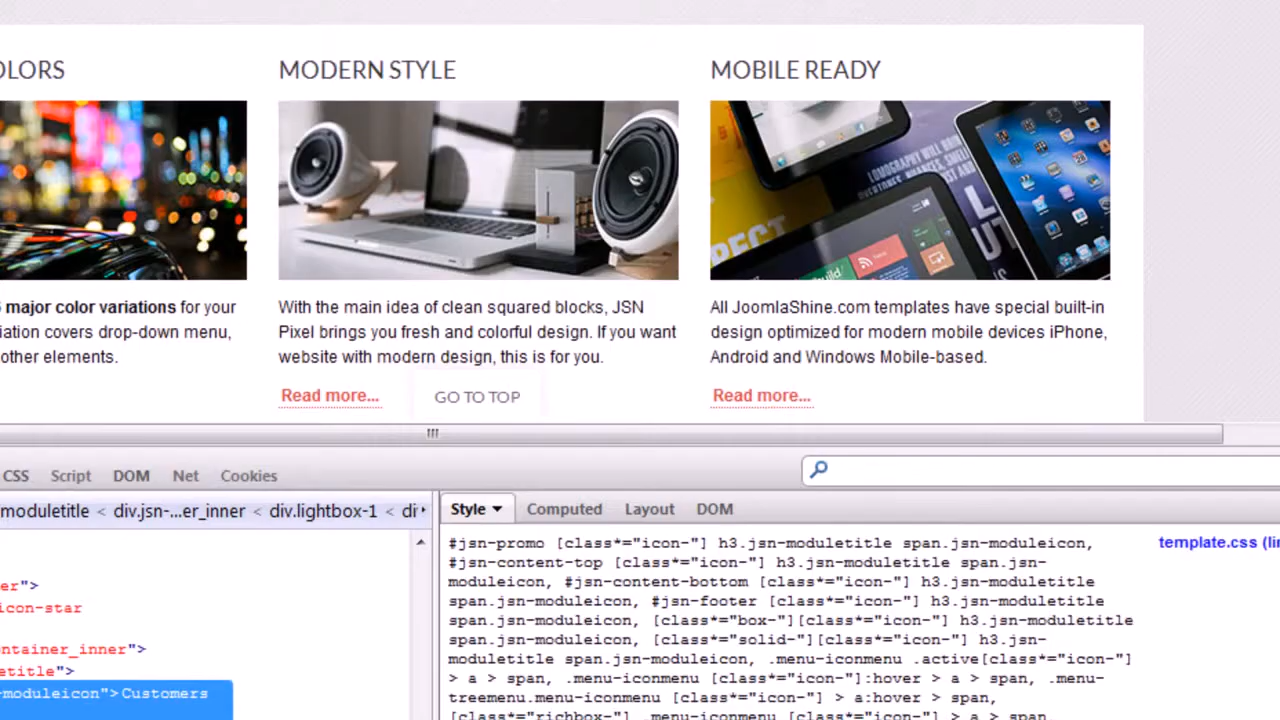 OLORS
MODERN STYLE
MOBILE READY
major color variations for your
iation covers drop-down menu,
other elements.
With the main idea of clean squared blocks, JSN
Pixel brings you fresh and colorful design. If you want
website with modern design, this is for you.
All JoomlaShine.com templates have special built-in
design optimized for modern mobile devices iPhone,
Android and Windows Mobile-based.
Read more...
GO TO TOP
Read more...
CSS Script DOM Net Cookies
moduletitle < div.jsn-...er_inner < div.lightbox-1 < di
Style Computed Layout DOM
er">
icon-star
ntainer_inner">
etitle">
-moduleicon">Customers
#jsn-promo [class*="icon-"] h3.jsn-moduletitle span.jsn-moduleicon,
#jsn-content-top [class*="icon-"] h3.jsn-moduletitle span.jsn-
moduleicon, #jsn-content-bottom [class*="icon-"] h3.jsn-moduletitle
span.jsn-moduleicon, #jsn-footer [class*="icon-"] h3.jsn-moduletitle
span.jsn-moduleicon, [class*="box-"][class*="icon-"] h3.jsn-moduletitle
span.jsn-moduleicon, [class*="solid-"][class*="icon-"] h3.jsn-
moduletitle span.jsn-moduleicon, .menu-iconmenu .active[class*="icon-"]
> a > span, .menu-iconmenu [class*="icon-"]:hover > a > span, .menu-
treemenu.menu-iconmenu [class*="icon-"] > a:hover > span,
[class*="richbox-"] .menu-iconmenu [class*="icon-"] > a > span,
template.css (li